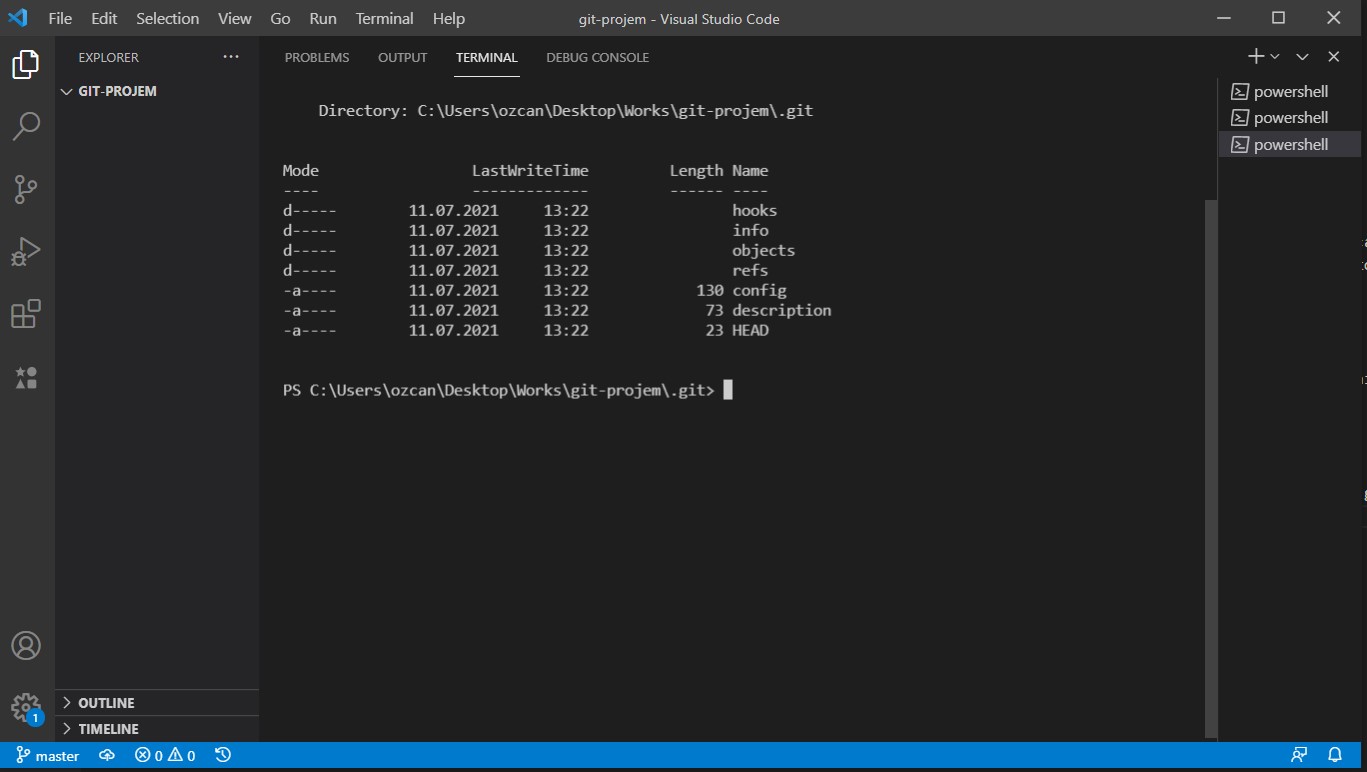 File Edit Selection View Go Run Terminal Help
git-projem - Visual Studio Code
EXPLORER
GIT-PROJEM
PROBLEMS OUTPUT TERMINAL DEBUG CONSOLE
Directory: C:\Users\ozcan\Desktop\Works\git-projem\.git
Mode LastWriteTime Length Name
---- ------------- ------ ----
d----- 11.07.2021 13:22 hooks
d----- 11.07.2021 13:22 info
d----- 11.07.2021 13:22 objects
d----- 11.07.2021 13:22 refs
-a---- 11.07.2021 13:22 130 config
-a---- 11.07.2021 13:22 73 description
-a---- 11.07.2021 13:22 23 HEAD
PS C:\Users\ozcan\Desktop\Works\git-projem\.git>
powershell
powershell
powershell
OUTLINE
TIMELINE
1
master 0 0